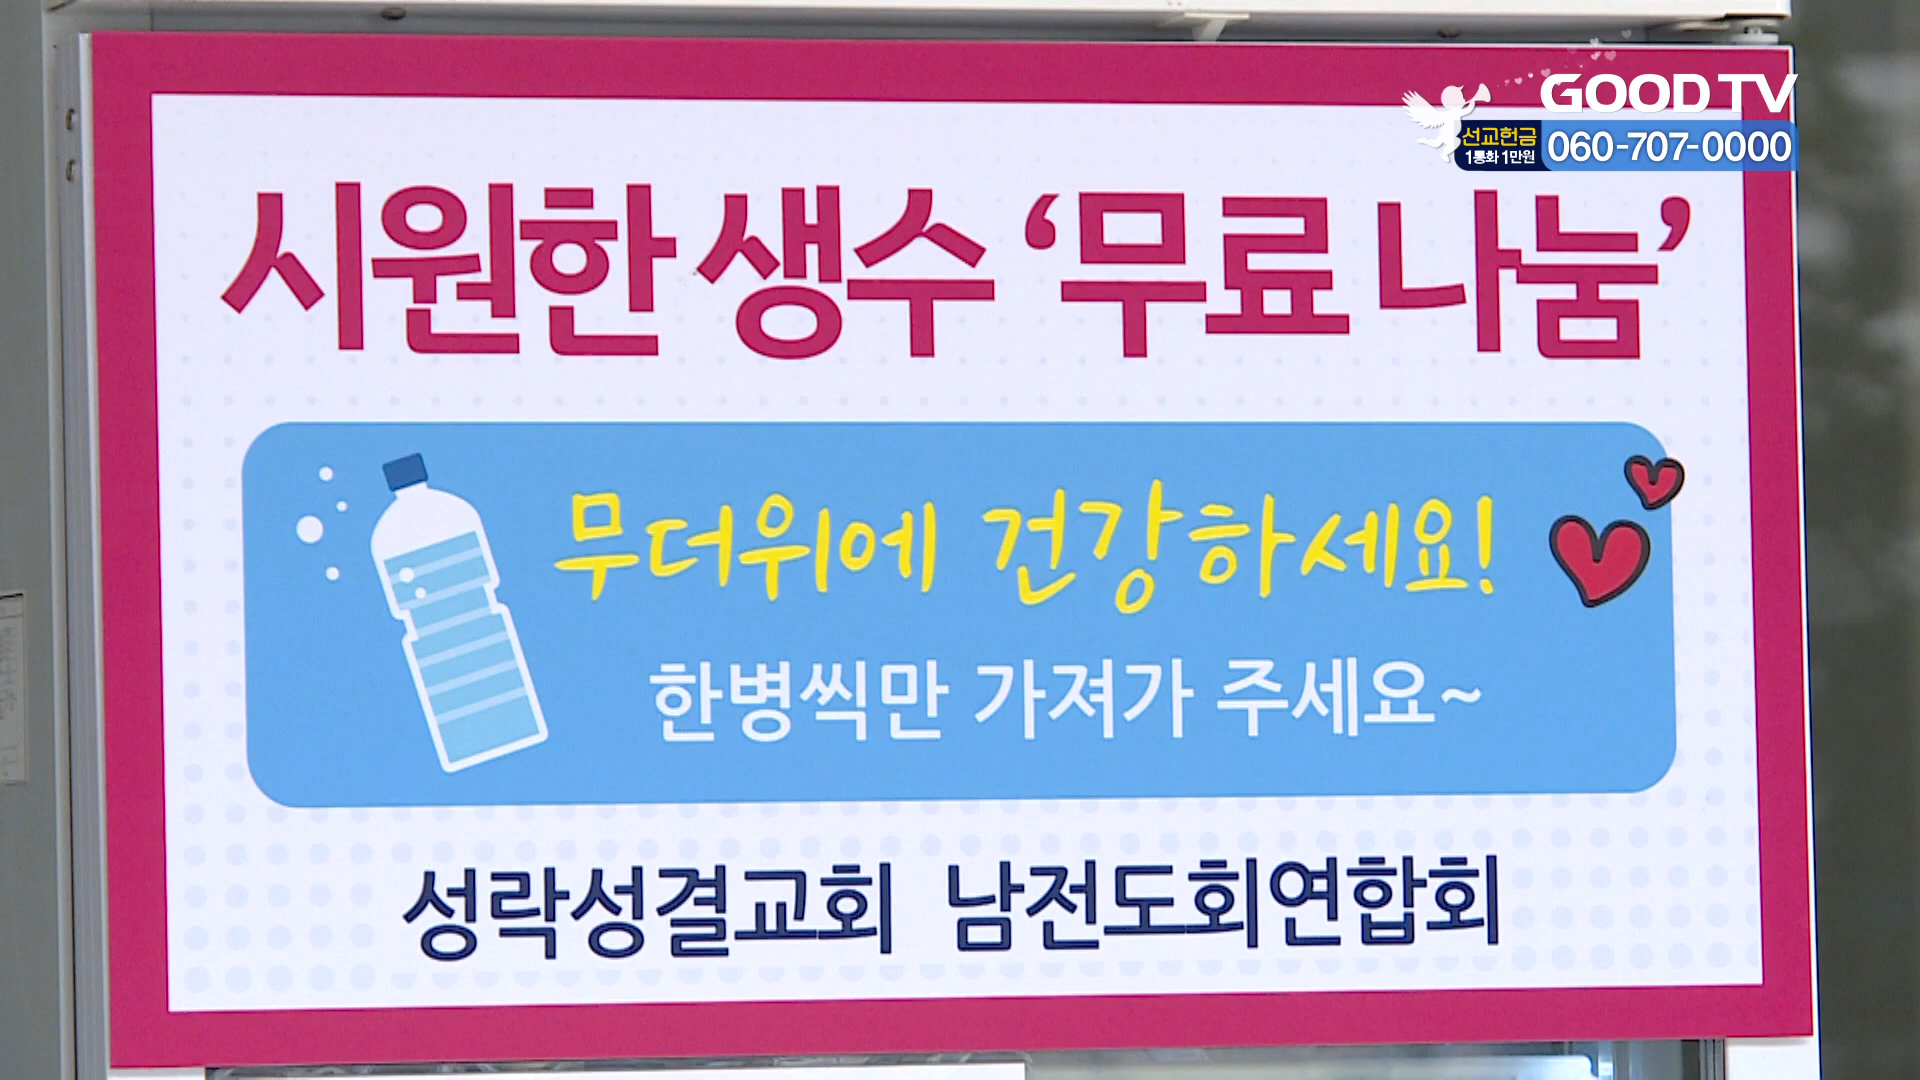 GOOD TV
선교헌금
1통화 1만원
060-707-0000
시원한 생수 ‘무료 나눔’
무더위에 건강하세요!
한병씩만 가져가 주세요~
성락성결교회 남전도회연합회